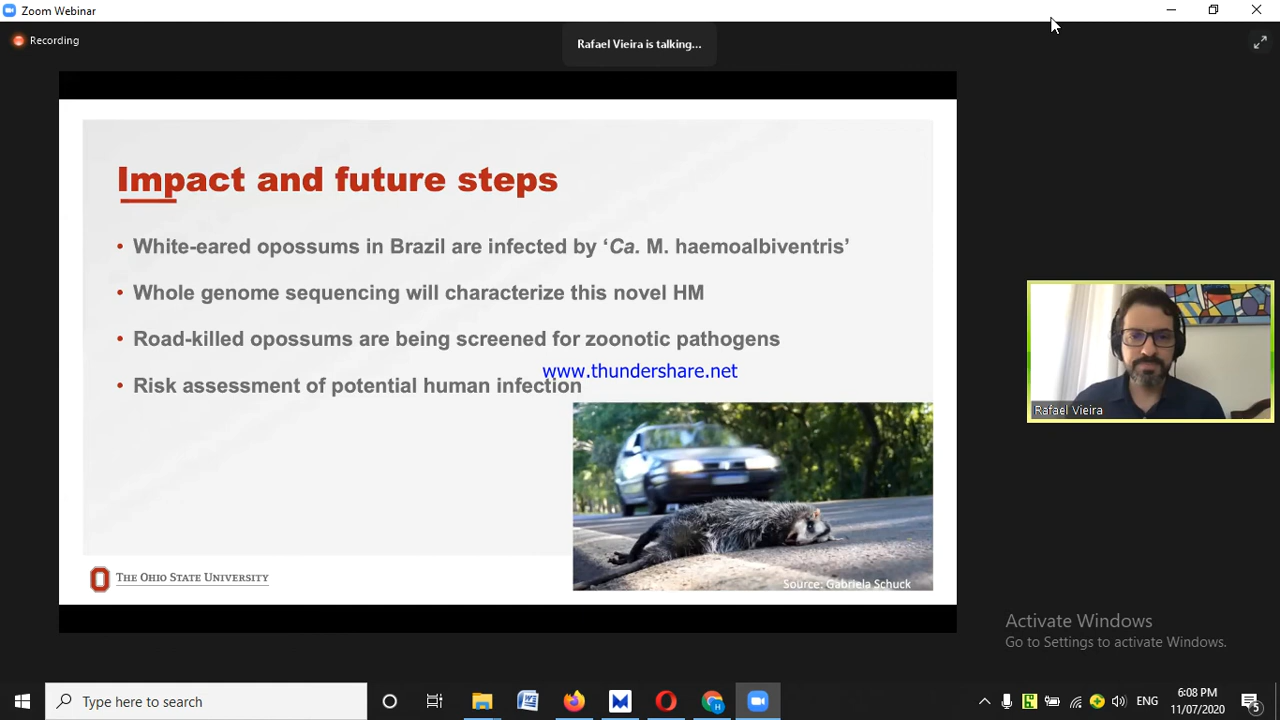 Zoom Webinar
Recording
Rafael Vieira is talking...
Impact and future steps
• White-eared opossums in Brazil are infected by ‘Ca. M. haemoalbiventris’
• Whole genome sequencing will characterize this novel HM
• Road-killed opossums are being screened for zoonotic pathogens
www.thundershare.net
• Risk assessment of potential human infection
Rafael Vieira
Source: Gabriela Schuck
THE OHIO STATE UNIVERSITY
Activate Windows
Go to Settings to activate Windows.
Type here to search
ENG
6:08 PM
11/07/2020
5